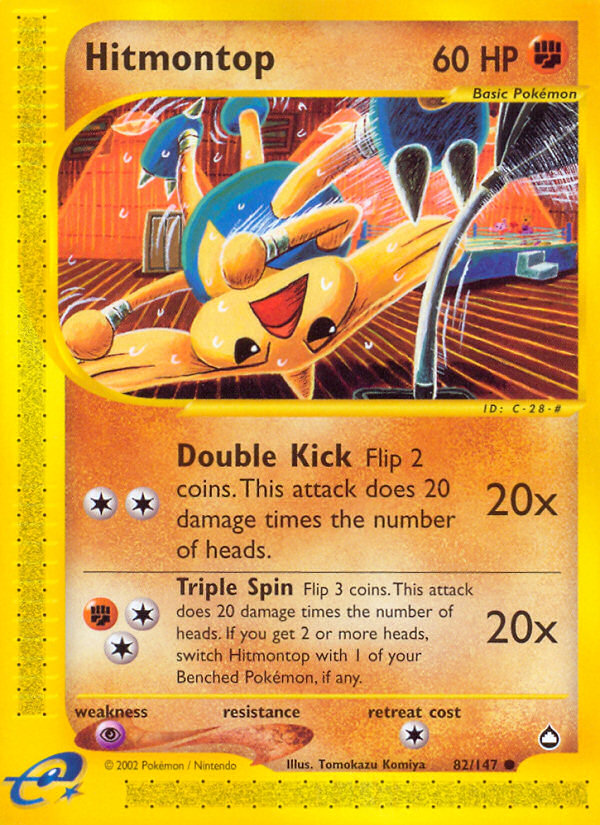 Hitmontop 60 HP
Basic Pokémon
ID: C-28-#
Double Kick Flip 2
coins. This attack does 20
damage times the number
of heads.
20x
Triple Spin Flip 3 coins. This attack
does 20 damage times the number of
heads. If you get 2 or more heads,
switch Hitmontop with 1 of your
Benched Pokémon, if any.
20x
weakness resistance retreat cost
© 2002 Pokémon / Nintendo Illus. Tomokazu Komiya 82/147
e